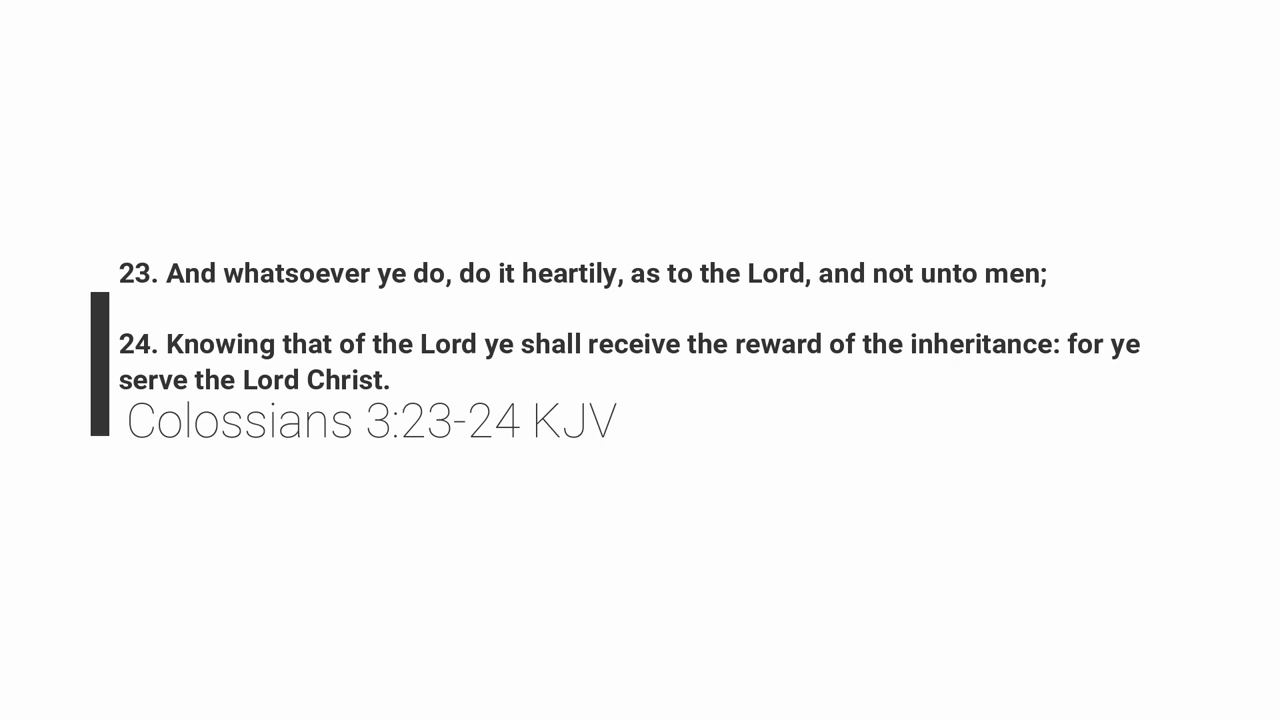 23. And whatsoever ye do, do it heartily, as to the Lord, and not unto men;
24. Knowing that of the Lord ye shall receive the reward of the inheritance: for ye
serve the Lord Christ.
Colossians 3:23-24 KJV